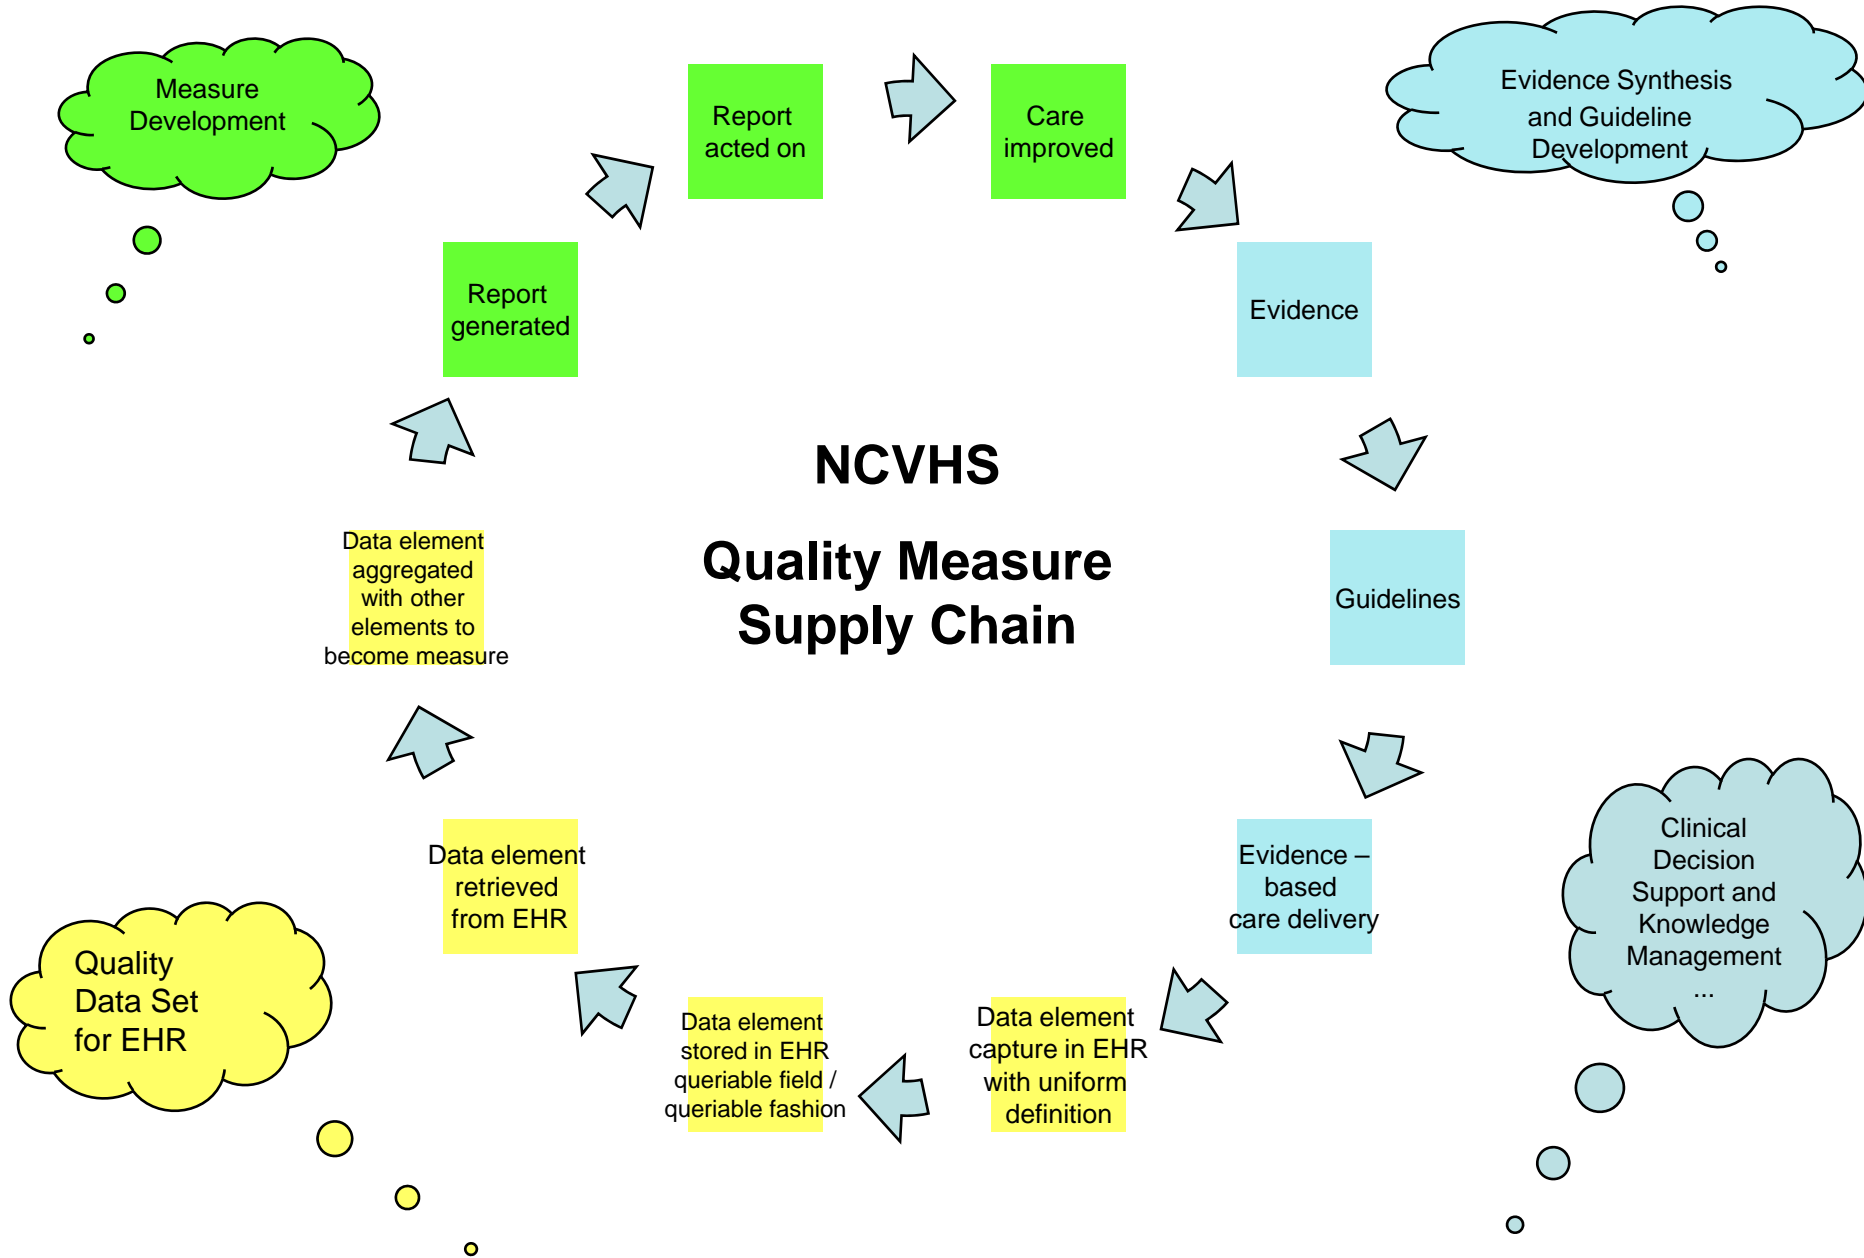 Measure
Development
Report
acted on
Care
improved
Evidence Synthesis
and Guideline
Development
Report
generated
Evidence
NCVHS
Quality Measure
Supply Chain
Data element
aggregated
with other
elements to
become measure
Guidelines
Data element
retrieved
from EHR
Evidence –
based
care delivery
Clinical
Decision
Support and
Knowledge
Management
...
Quality
Data Set
for EHR
Data element
stored in EHR
queriable field /
queriable fashion
Data element
capture in EHR
with uniform
definition